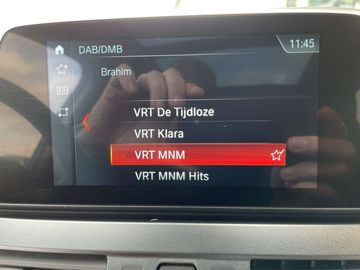 DAB/DMB
11:45
Brahim
VRT De Tijdloze
VRT Klara
VRT MNM
VRT MNM Hits